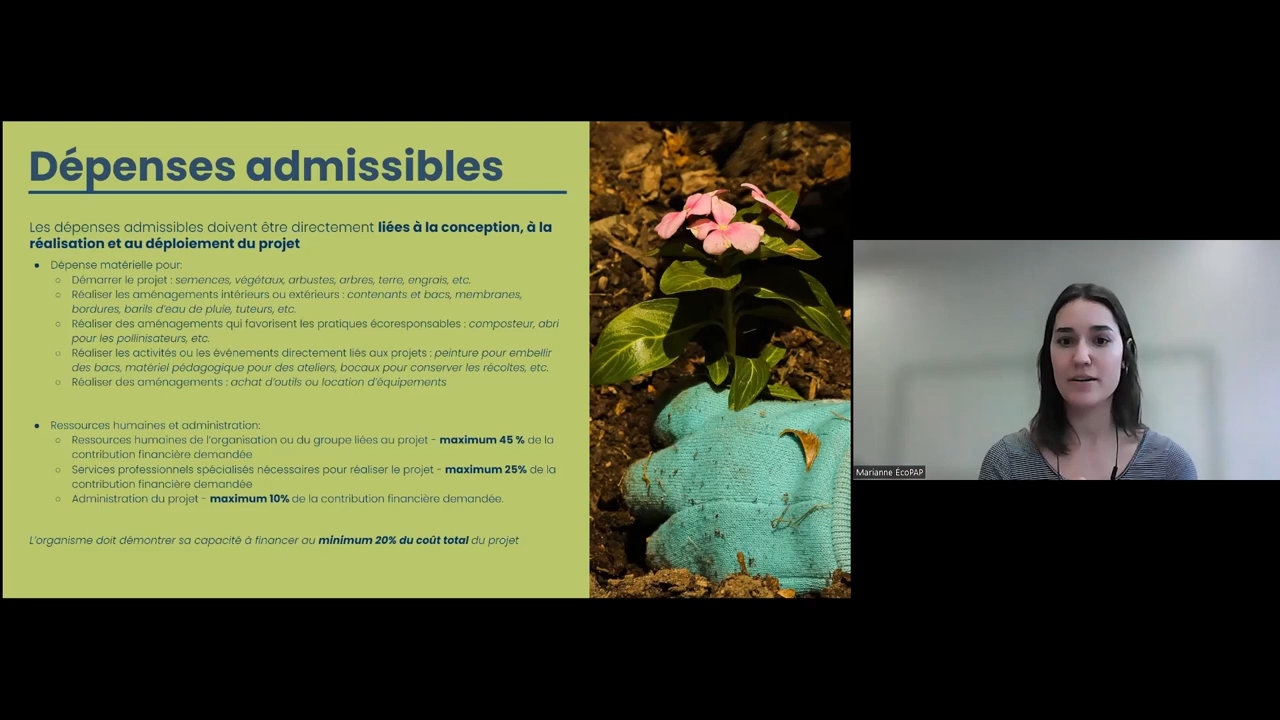 Dépenses admissibles
Les dépenses admissibles doivent être directement liées à la conception, à la
réalisation et au déploiement du projet
● Dépense matérielle pour:
○ Démarrer le projet : semences, végétaux, arbustes, arbres, terre, engrais, etc.
○ Réaliser les aménagements intérieurs ou extérieurs : contenants et bacs, membranes,
bordures, barils d'eau de pluie, tuteurs, etc.
○ Réaliser des aménagements qui favorisent les pratiques écoresponsables : composteur, abri
pour les pollinisateurs, etc.
○ Réaliser les activités ou les événements directement liés aux projets : peinture pour embellir
des bacs, matériel pédagogique pour des ateliers, bocaux pour conserver les récoltes, etc.
○ Réaliser des aménagements : achat d'outils ou location d'équipements
● Ressources humaines et administration:
○ Ressources humaines de l'organisation ou du groupe liées au projet - maximum 45 % de la
contribution financière demandée
○ Services professionnels spécialisés nécessaires pour réaliser le projet - maximum 25% de la
contribution financière demandée
○ Administration du projet - maximum 10% de la contribution financière demandée.
L'organisme doit démontrer sa capacité à financer au minimum 20% du coût total du projet
Marianne ÉcoPAP